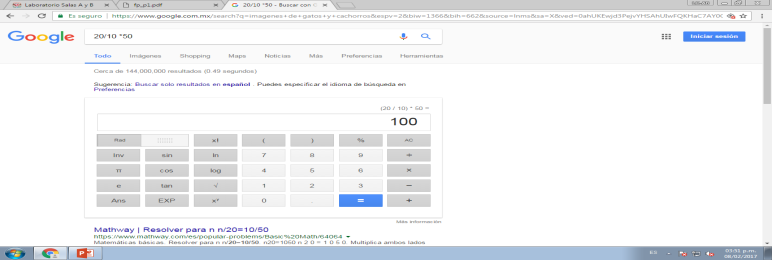 Laboratorio Salas A y B
fp_p1.pdf
20/10 *50 - Buscar con
Es seguro | https://www.google.com.mx/search?q=imagenes+de+gatos+y+cachorros&espv=2&biw=1366&bih=662&source=lnms&sa=X&ved=
Google
20/10 *50
Iniciar sesión
Todo Imágenes Shopping Maps Noticias Más Preferencias Herramientas
Cerca de 144,000,000 resultados (0.49 segundos)
Sugerencia: Buscar solo resultados en español . Puedes especificar el idioma de búsqueda en
Preferencias
(20 / 10) * 50 =
100
Rad x! ( ) % AC
Inv sin ln 7 8 9 ÷
π cos log 4 5 6 ×
e tan √ 1 2 3 −
Ans EXP xʸ 0 . = +
Más información
Mathway | Resolver para n n/20=10/50
https://www.mathway.com/es/popular-problems/Basic%20Math/64064
Matemáticas básicas. Resolver para n n/20=10/50. n20=1050 n 2 0 = 1 0 5 0. Multiplica ambos lados
ES
03:51 p.m.
08/02/2017